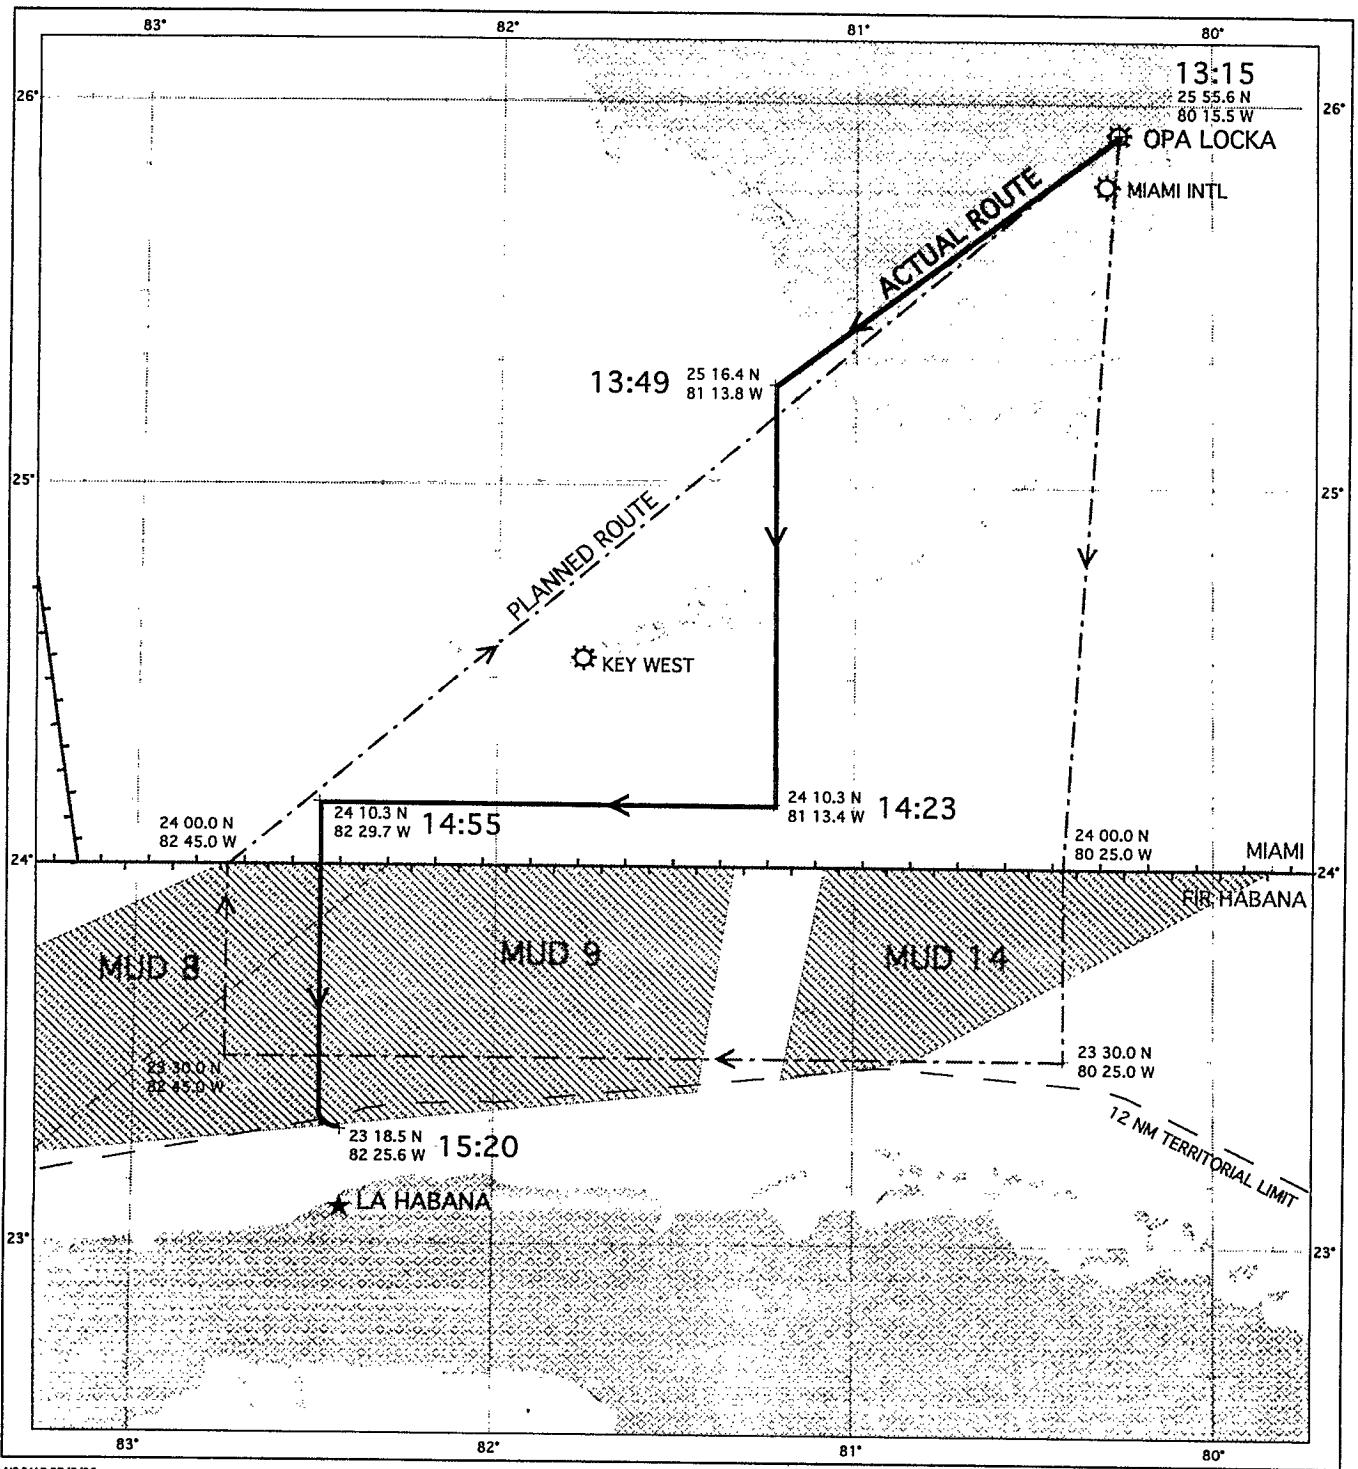 83°
82°
81°
80°
26°
26°
13:15
25 55.6 N
80 15.5 W
OPA LOCKA
MIAMI INTL
ACTUAL ROUTE
13:49
25 16.4 N
81 13.8 W
25°
25°
PLANNED ROUTE
KEY WEST
24 10.3 N
82 29.7 W
14:55
24 10.3 N
81 13.4 W
14:23
24 00.0 N
82 45.0 W
24 00.0 N
80 25.0 W
MIAMI
24°
24°
FIR HABANA
MUD 8
MUD 9
MUD 14
23 30.0 N
82 45.0 W
23 30.0 N
80 25.0 W
12 NM TERRITORIAL LIMIT
23 18.5 N
82 25.6 W
15:20
LA HABANA
23°
23°
83°
82°
81°
80°